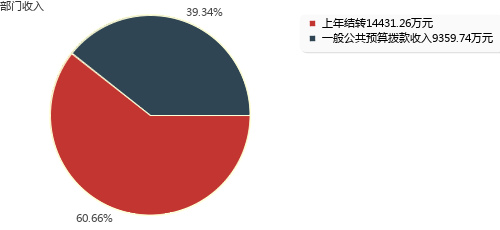 部门收入
39.34%
上年结转14431.26万元
一般公共预算拨款收入9359.74万元
60.66%